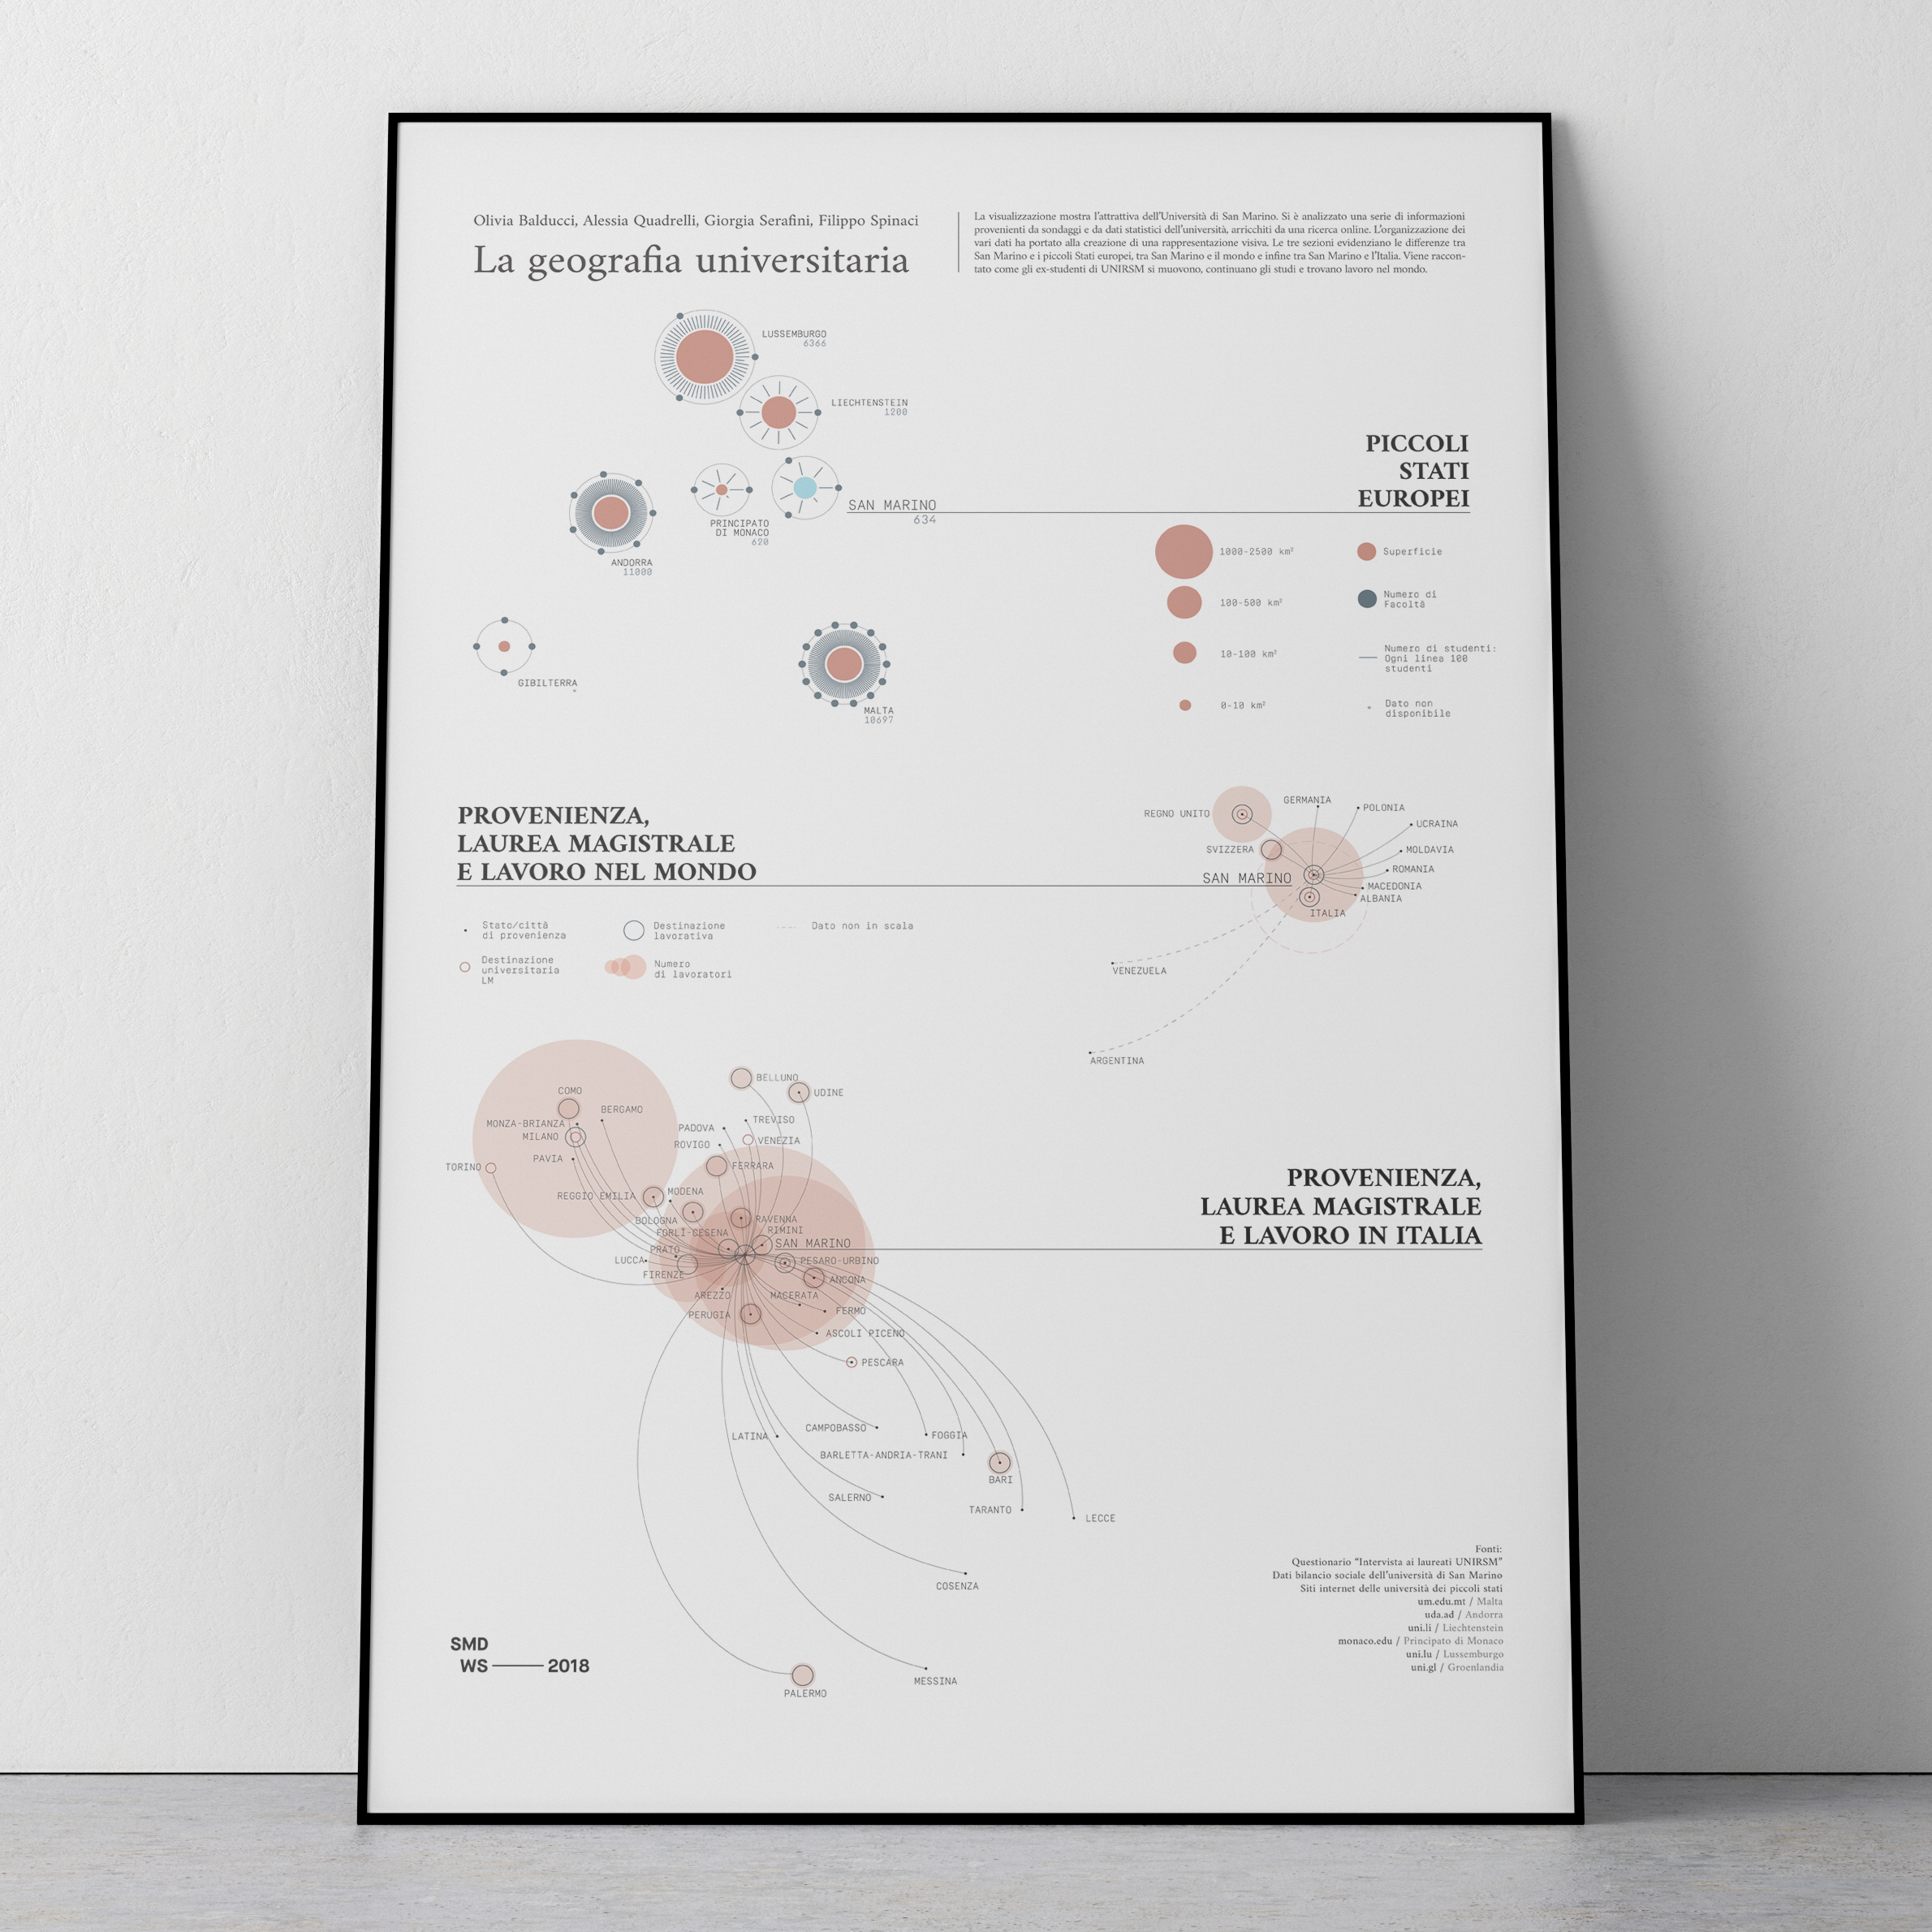 Olivia Balducci, Alessia Quadrelli, Giorgia Serafini, Filippo Spinaci
La geografia universitaria
La visualizzazione mostra l'attrattiva dell'Università di San Marino. Si è analizzato una serie di informazioni
provenienti da sondaggi e da dati statistici dell'università, arricchiti da una ricerca online. L'organizzazione dei
vari dati ha portato alla creazione di una rappresentazione visiva. Le tre sezioni evidenziano le differenze tra
San Marino e i piccoli Stati europei, tra San Marino e il mondo e infine tra San Marino e l'Italia. Viene raccon-
tato come gli ex-studenti di UNIRSM si muovono, continuano gli studi e trovano lavoro nel mondo.
LUSSEMBURGO
6366
LIECHTENSTEIN
1200
PICCOLI
STATI
EUROPEI
SAN MARINO
634
PRINCIPATO
DI MONACO
620
ANDORRA
11000
GIBILTERRA
*
MALTA
10697
1000-2500 km²
100-500 km²
10-100 km²
0-10 km²
Superficie
Numero di
Facoltà
Numero di studenti:
Ogni linea 100
studenti
* Dato non
disponibile
PROVENIENZA,
LAUREA MAGISTRALE
E LAVORO NEL MONDO
Stato/città
di provenienza
Destinazione
universitaria
LM
Destinazione
lavorativa
Numero
di lavoratori
Dato non in scala
REGNO UNITO
GERMANIA
POLONIA
UCRAINA
SVIZZERA
MOLDAVIA
ROMANIA
SAN MARINO
MACEDONIA
ALBANIA
ITALIA
VENEZUELA
ARGENTINA
COMO
BERGAMO
MONZA-BRIANZA
MILANO
PAVIA
TORINO
BELLUNO
UDINE
TREVISO
PADOVA
ROVIGO
VENEZIA
FERRARA
REGGIO EMILIA
MODENA
BOLOGNA
RAVENNA
FORLÌ-CESENA
RIMINI
PRATO
SAN MARINO
LUCCA
FIRENZE
PESARO-URBINO
ANCONA
AREZZO
MACERATA
PERUGIA
FERMO
ASCOLI PICENO
PESCARA
PROVENIENZA,
LAUREA MAGISTRALE
E LAVORO IN ITALIA
LATINA
CAMPOBASSO
FOGGIA
BARLETTA-ANDRIA-TRANI
BARI
SALERNO
TARANTO
LECCE
COSENZA
MESSINA
PALERMO
Fonti:
Questionario “Intervista ai laureati UNIRSM”
Dati bilancio sociale dell'università di San Marino
Siti internet delle università dei piccoli stati
um.edu.mt / Malta
uda.ad / Andorra
uni.li / Liechtenstein
monaco.edu / Principato di Monaco
uni.lu / Lussemburgo
uni.gl / Groenlandia
SMD
WS 2018